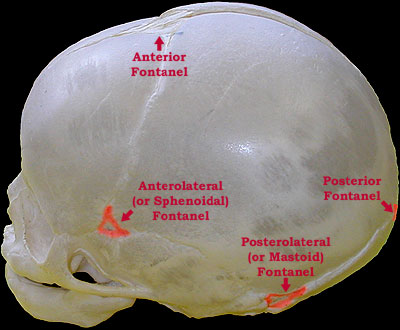 Anterior
Fontanel
Anterolateral
(or Sphenoidal)
Fontanel
Posterior
Fontanel
Posterolateral
(or Mastoid)
Fontanel